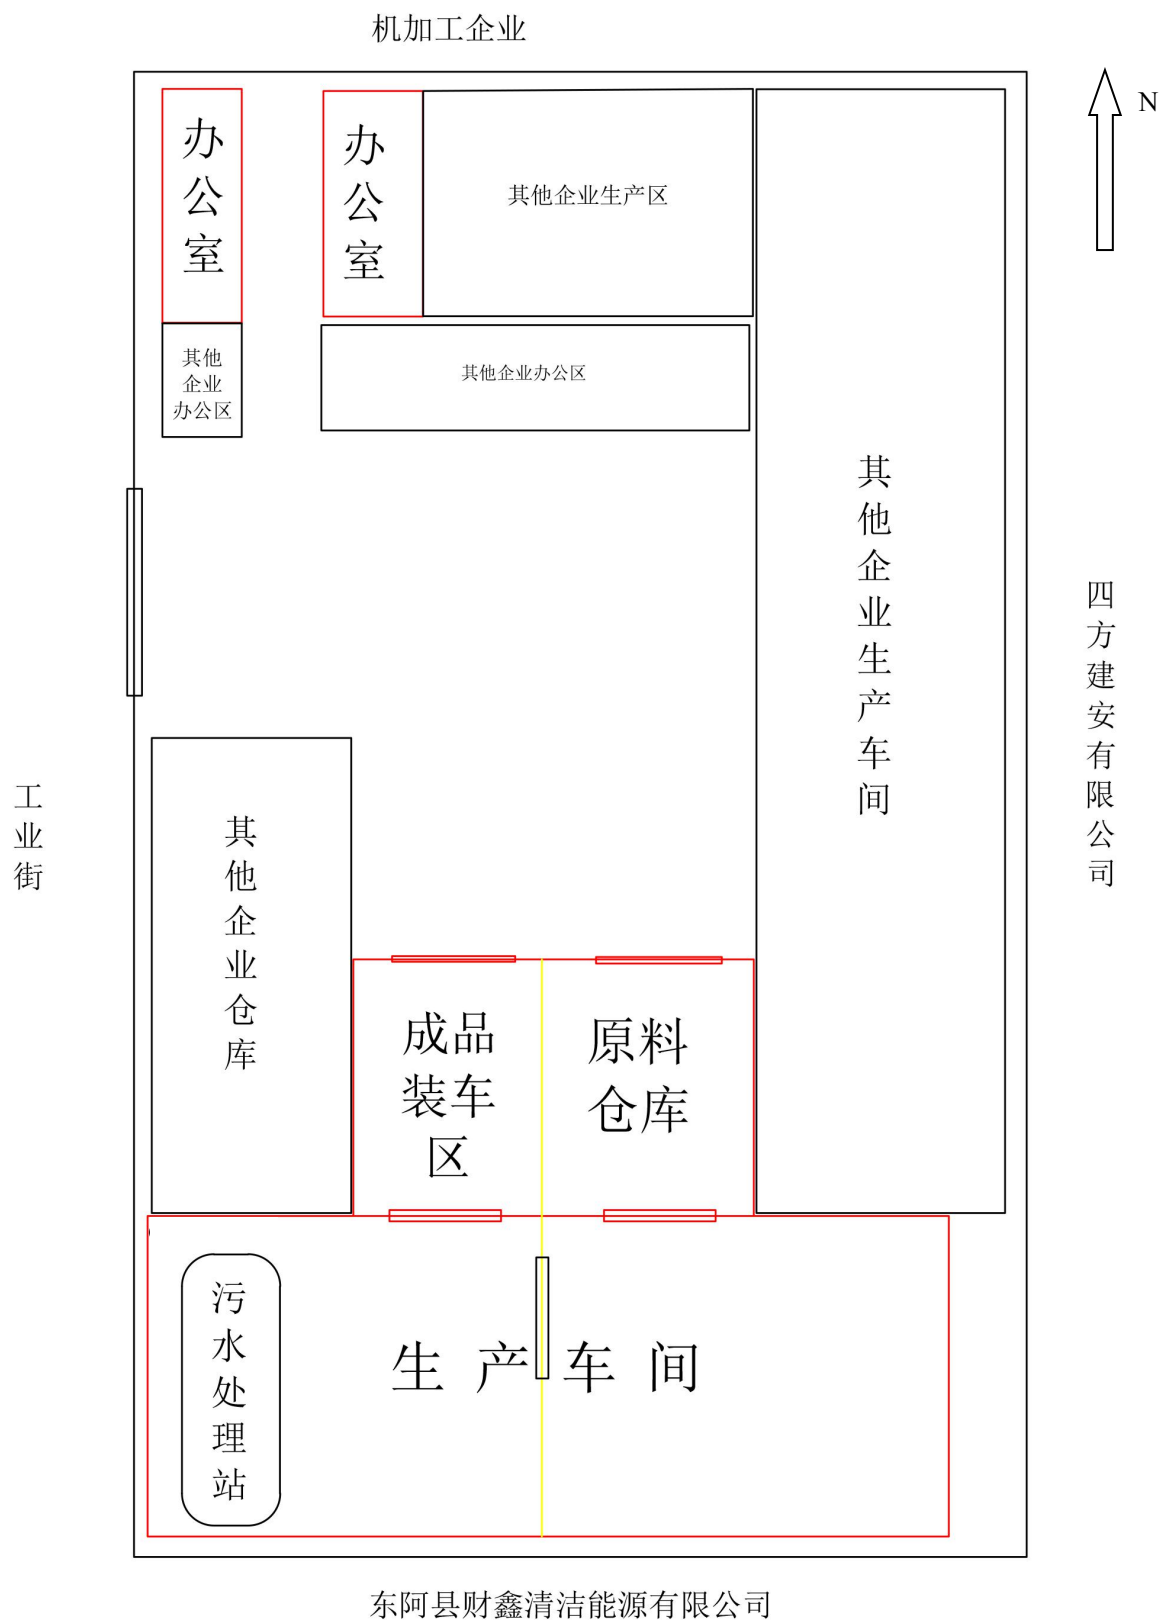 机加工企业
N
办公室
办公室
其他企业生产区
其他
企业
办公区
其他企业办公区
其他企业生产车间
四方建安有限公司
工业街
其他企业仓库
成品
装车
区
原料
仓库
污水处理站
生产车间
东阿县财鑫清洁能源有限公司